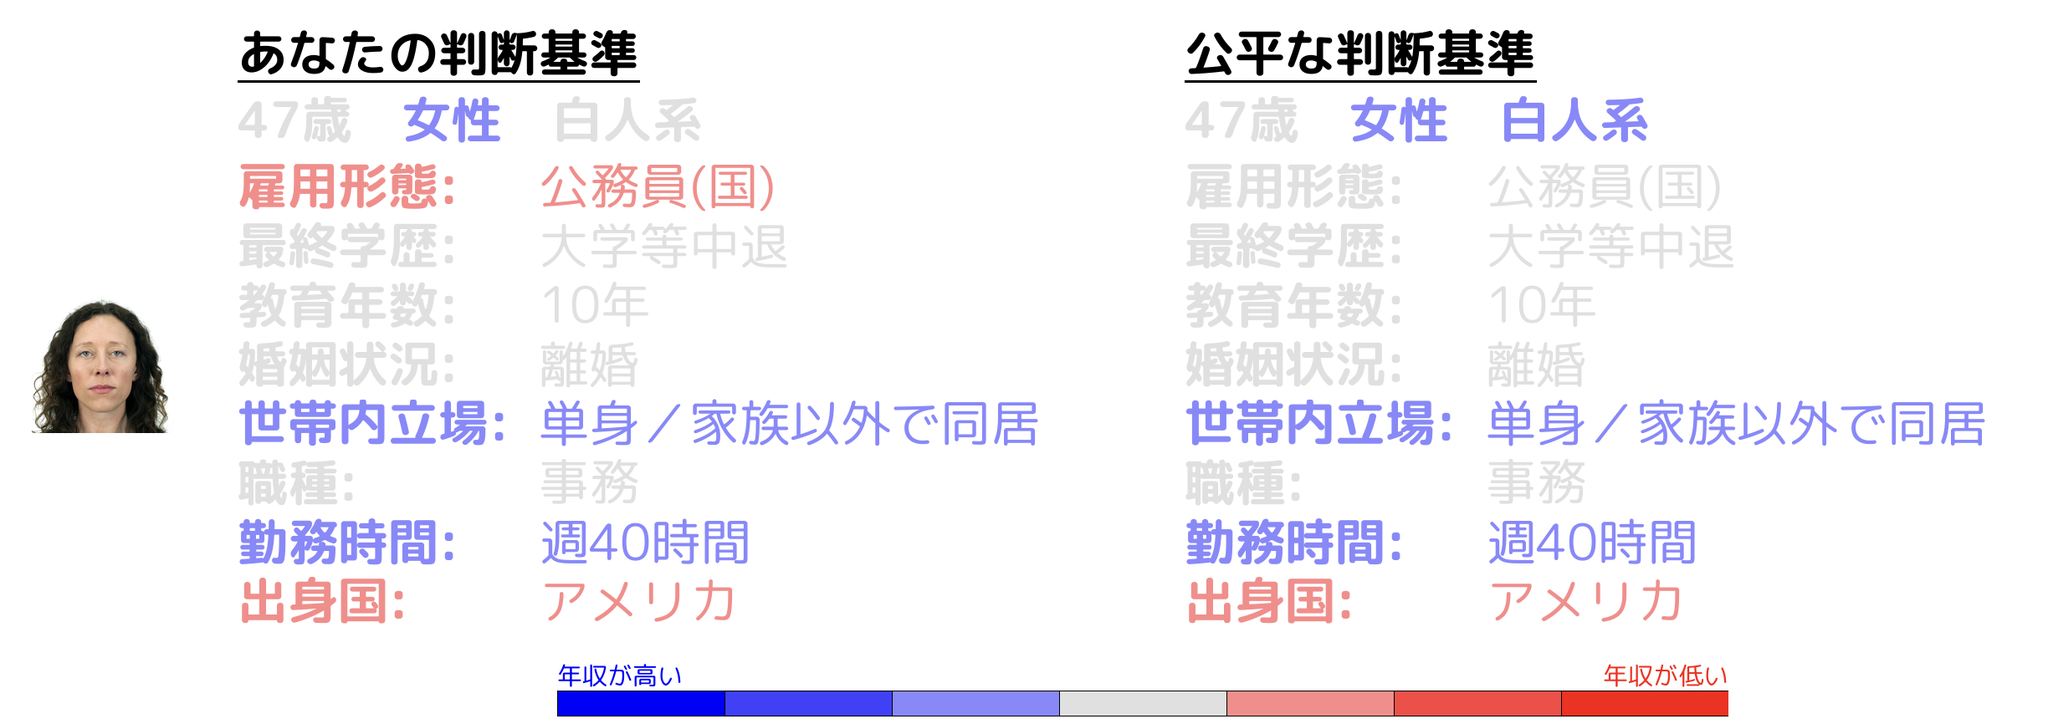 あなたの判断基準
47歳 女性 白人系
雇用形態: 公務員(国)
最終学歴: 大学等中退
教育年数: 10年
婚姻状況: 離婚
世帯内立場: 単身／家族以外で同居
職種: 事務
勤務時間: 週40時間
出身国: アメリカ
公平な判断基準
47歳 女性 白人系
雇用形態: 公務員(国)
最終学歴: 大学等中退
教育年数: 10年
婚姻状況: 離婚
世帯内立場: 単身／家族以外で同居
職種: 事務
勤務時間: 週40時間
出身国: アメリカ
年収が高い
年収が低い